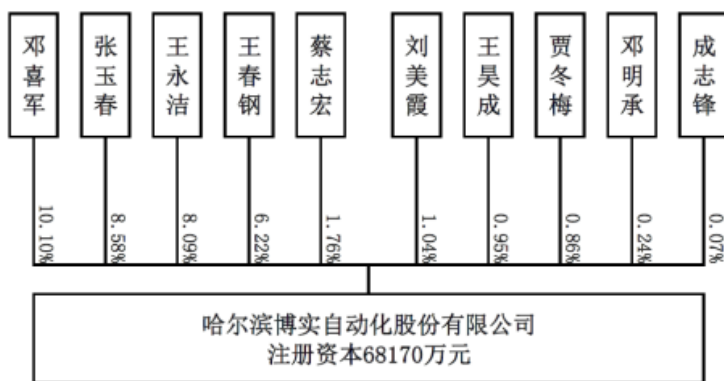 邓喜军
张玉春
王永洁
王春钢
蔡志宏
刘美霞
王昊成
贾冬梅
邓明承
成志锋
10.10%
8.58%
8.09%
6.22%
1.76%
1.04%
0.95%
0.86%
0.24%
0.07%
哈尔滨博实自动化股份有限公司
注册资本68170万元